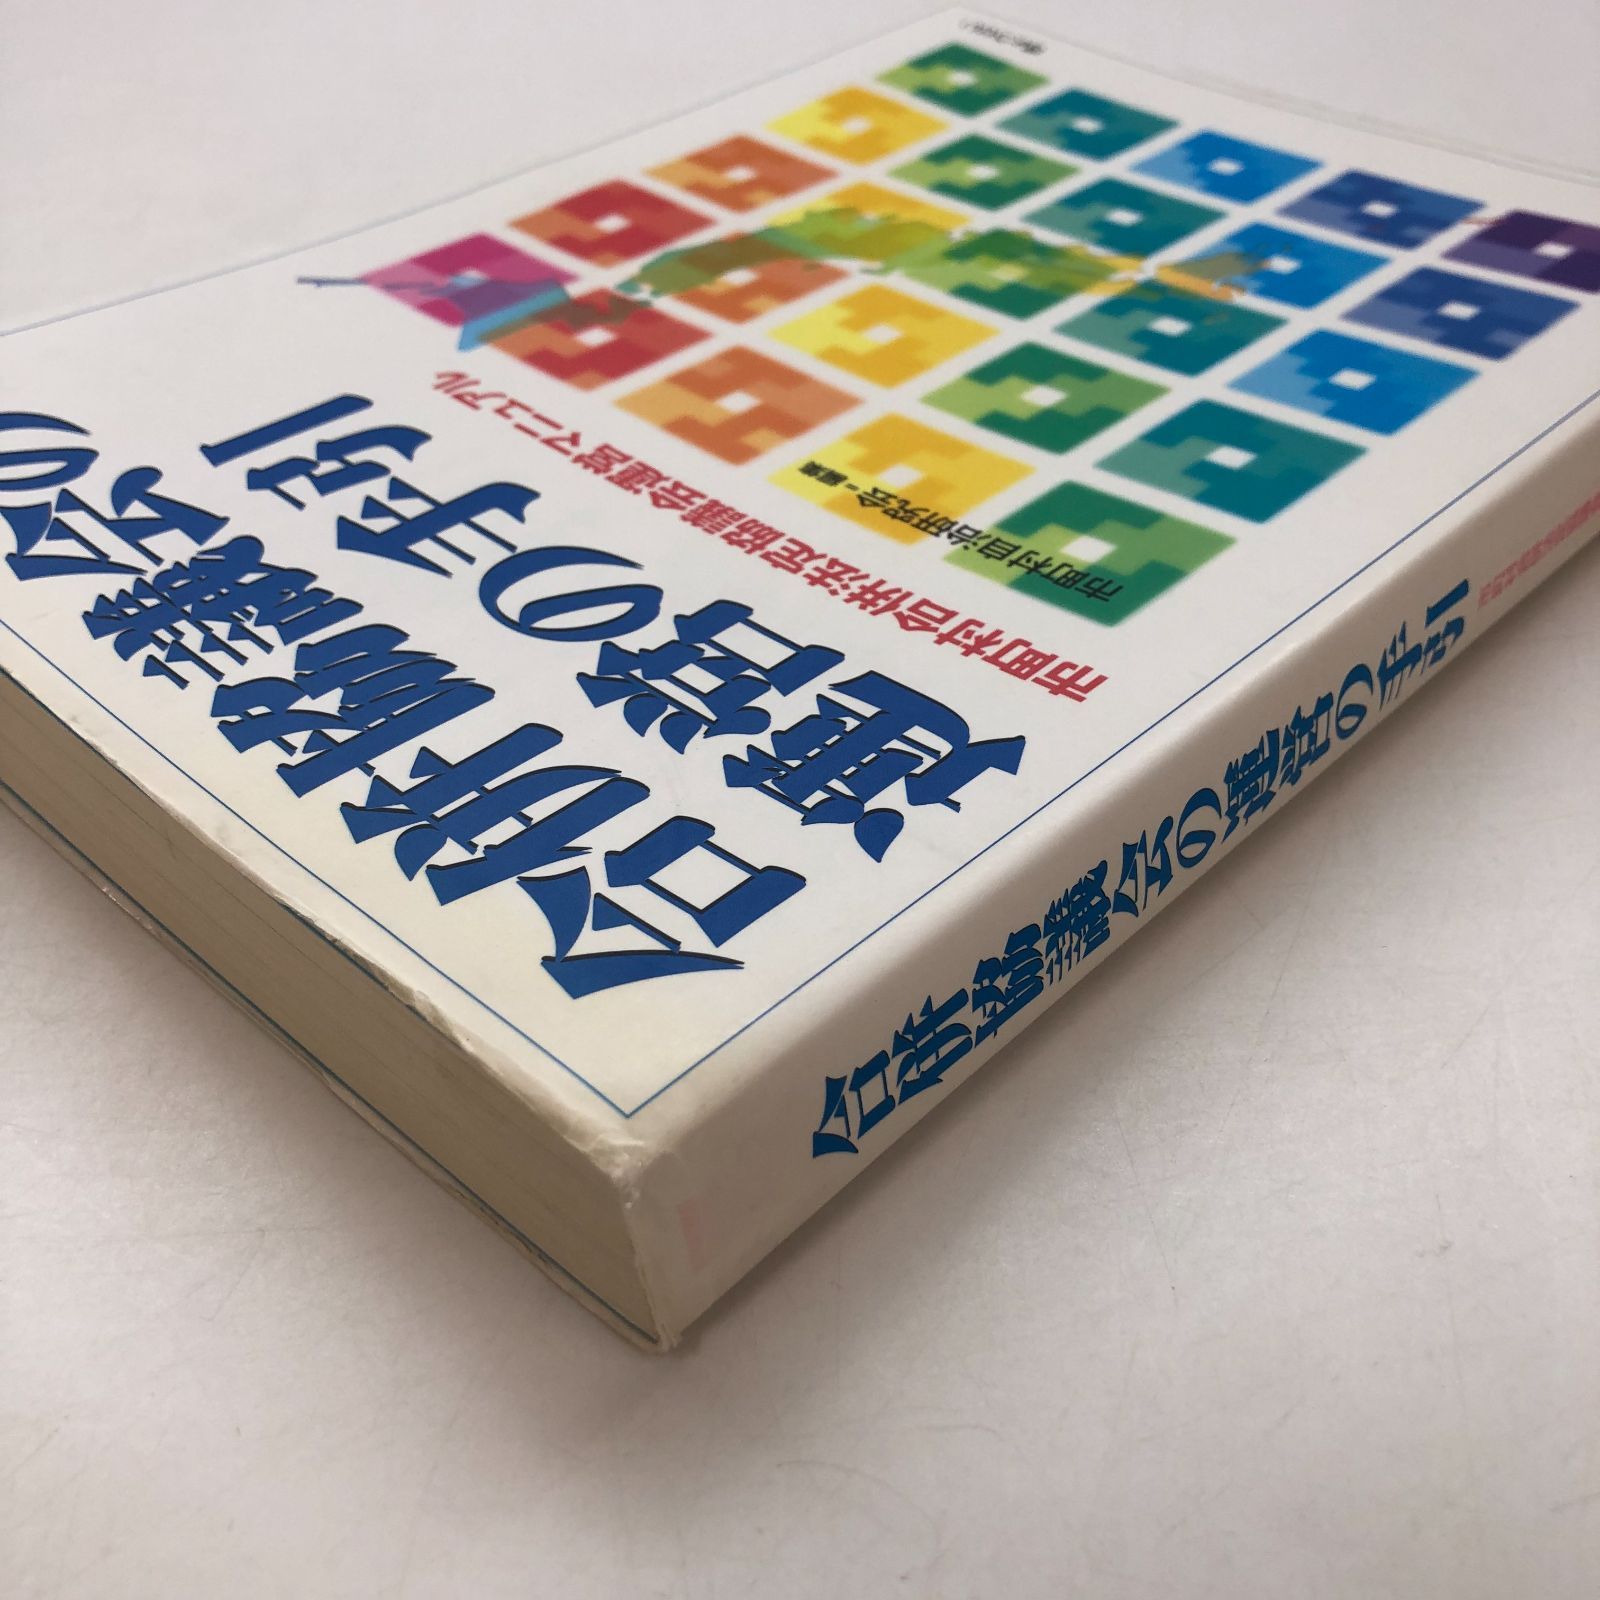 合併協議会の
運営の手引
市町村合併法定協議会運営マニュアル
市町村自治研究会＝編集
合併協議会の運営の手引